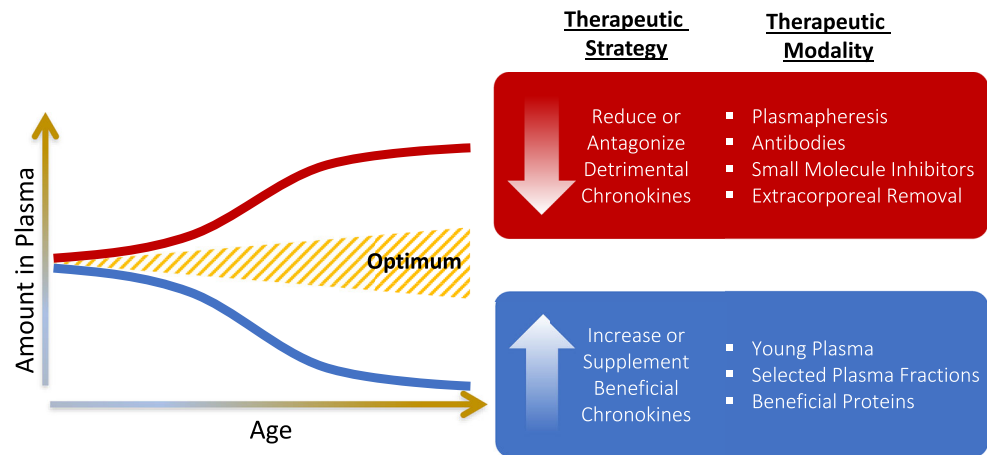 Therapeutic
Strategy
Therapeutic
Modality
Amount in Plasma
Optimum
Age
Reduce or
Antagonize
Detrimental
Chronokines
▪ Plasmapheresis
▪ Antibodies
▪ Small Molecule Inhibitors
▪ Extracorporeal Removal
Increase or
Supplement
Beneficial
Chronokines
▪ Young Plasma
▪ Selected Plasma Fractions
▪ Beneficial Proteins